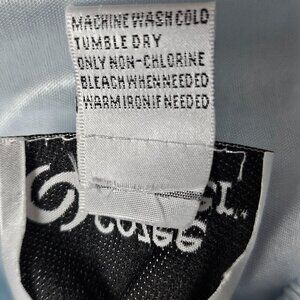 MACHINE WASH COLD
TUMBLE DRY
ONLY NON-CHLORINE
BLEACH WHEN NEEDED
WARM IRON IF NEEDED